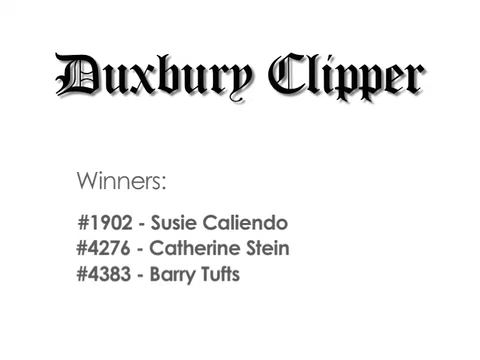 Duxbury Clipper
Winners:
#1902 - Susie Caliendo
#4276 - Catherine Stein
#4383 - Barry Tufts